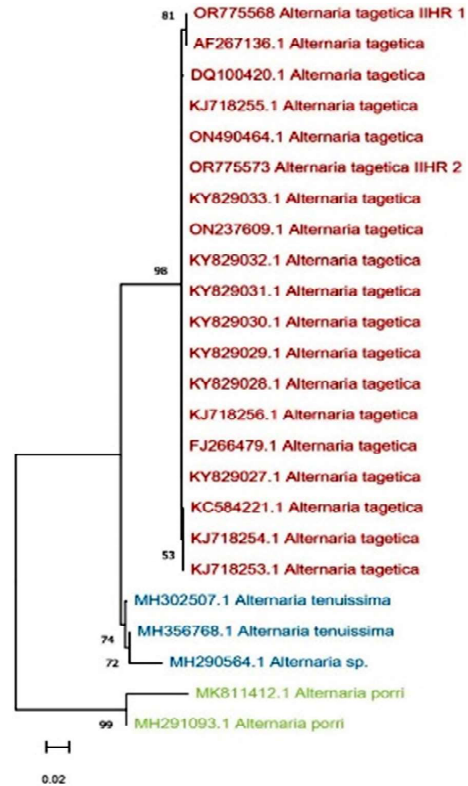 81
OR775568 Alternaria tagetica IIHR 1
AF267136.1 Alternaria tagetica
DQ100420.1 Alternaria tagetica
KJ718255.1 Alternaria tagetica
ON490464.1 Alternaria tagetica
OR775573 Alternaria tagetica IIHR 2
KY829033.1 Alternaria tagetica
ON237609.1 Alternaria tagetica
KY829032.1 Alternaria tagetica
98
KY829031.1 Alternaria tagetica
KY829030.1 Alternaria tagetica
KY829029.1 Alternaria tagetica
KY829028.1 Alternaria tagetica
KJ718256.1 Alternaria tagetica
FJ266479.1 Alternaria tagetica
KY829027.1 Alternaria tagetica
KC584221.1 Alternaria tagetica
KJ718254.1 Alternaria tagetica
53
KJ718253.1 Alternaria tagetica
MH302507.1 Alternaria tenuissima
74
MH356768.1 Alternaria tenuissima
72
MH290564.1 Alternaria sp.
MK811412.1 Alternaria porri
99
MH291093.1 Alternaria porri
0.02